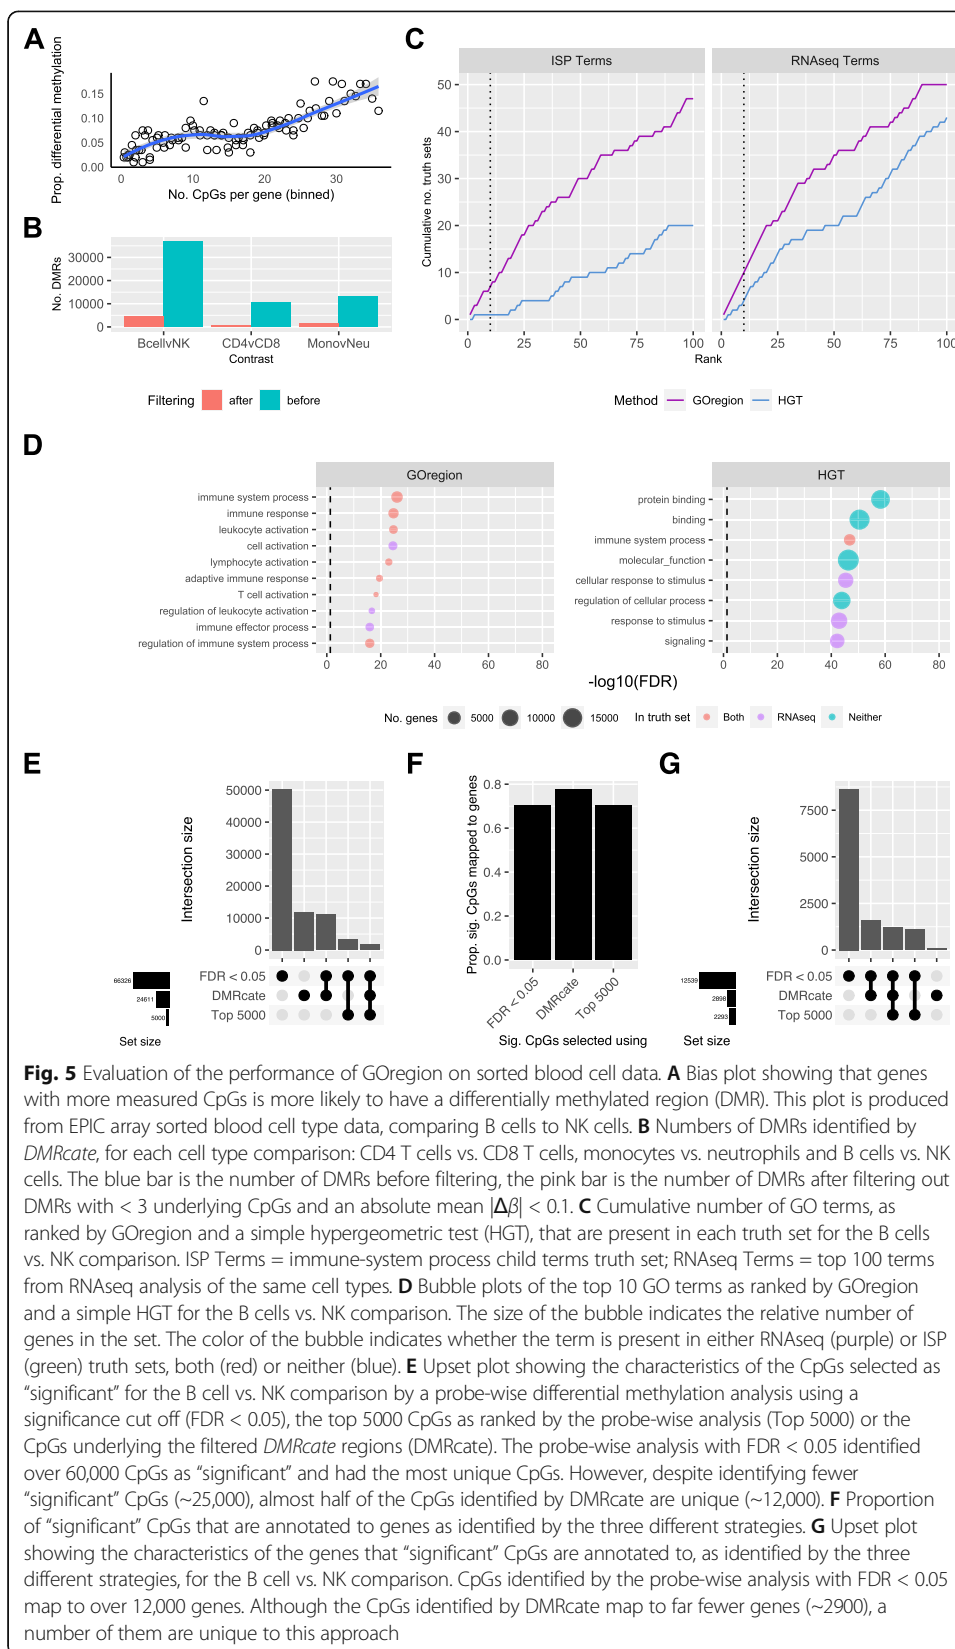 A
Prop. differential methylation
0.15
0.10
0.05
0.00
0
10
20
30
No. CpGs per gene (binned)
B
No. DMRs
30000
20000
10000
0
BcellvNK
CD4vCD8
MonovNeu
Contrast
Filtering
after
before
C
ISP Terms
RNAseq Terms
Cumulative no. truth sets
50
40
30
20
10
0
0
25
50
75
100
0
25
50
75
100
Rank
Method
GOregion
HGT
D
GOregion
immune system process
immune response
leukocyte activation
cell activation
lymphocyte activation
adaptive immune response
T cell activation
regulation of leukocyte activation
immune effector process
regulation of immune system process
0
20
40
60
80
HGT
protein binding
binding
immune system process
molecular_function
cellular response to stimulus
regulation of cellular process
response to stimulus
signaling
0
20
40
60
80
-log10(FDR)
No. genes
5000
10000
15000
In truth set
Both
RNAseq
Neither
E
Intersection size
50000
40000
30000
20000
10000
0
FDR < 0.05
DMRcate
Top 5000
66326
24611
5000
Set size
F
Prop. sig. CpGs mapped to genes
0.8
0.6
0.4
0.2
0.0
FDR < 0.05
DMRcate
Top 5000
Sig. CpGs selected using
G
Intersection size
7500
5000
2500
0
FDR < 0.05
DMRcate
Top 5000
12539
2898
2293
Set size
Fig. 5 Evaluation of the performance of GOregion on sorted blood cell data. A Bias plot showing that genes
with more measured CpGs is more likely to have a differentially methylated region (DMR). This plot is produced
from EPIC array sorted blood cell type data, comparing B cells to NK cells. B Numbers of DMRs identified by
DMRcate, for each cell type comparison: CD4 T cells vs. CD8 T cells, monocytes vs. neutrophils and B cells vs. NK
cells. The blue bar is the number of DMRs before filtering, the pink bar is the number of DMRs after filtering out
DMRs with < 3 underlying CpGs and an absolute mean |Δβ| < 0.1. C Cumulative number of GO terms, as
ranked by GOregion and a simple hypergeometric test (HGT), that are present in each truth set for the B cells
vs. NK comparison. ISP Terms = immune-system process child terms truth set; RNAseq Terms = top 100 terms
from RNAseq analysis of the same cell types. D Bubble plots of the top 10 GO terms as ranked by GOregion
and a simple HGT for the B cells vs. NK comparison. The size of the bubble indicates the relative number of
genes in the set. The color of the bubble indicates whether the term is present in either RNAseq (purple) or ISP
(green) truth sets, both (red) or neither (blue). E Upset plot showing the characteristics of the CpGs selected as
“significant” for the B cell vs. NK comparison by a probe-wise differential methylation analysis using a
significance cut off (FDR < 0.05), the top 5000 CpGs as ranked by the probe-wise analysis (Top 5000) or the
CpGs underlying the filtered DMRcate regions (DMRcate). The probe-wise analysis with FDR < 0.05 identified
over 60,000 CpGs as “significant” and had the most unique CpGs. However, despite identifying fewer
“significant” CpGs (~25,000), almost half of the CpGs identified by DMRcate are unique (~12,000). F Proportion
of “significant” CpGs that are annotated to genes as identified by the three different strategies. G Upset plot
showing the characteristics of the genes that “significant” CpGs are annotated to, as identified by the three
different strategies, for the B cell vs. NK comparison. CpGs identified by the probe-wise analysis with FDR < 0.05
map to over 12,000 genes. Although the CpGs identified by DMRcate map to far fewer genes (~2900), a
number of them are unique to this approach